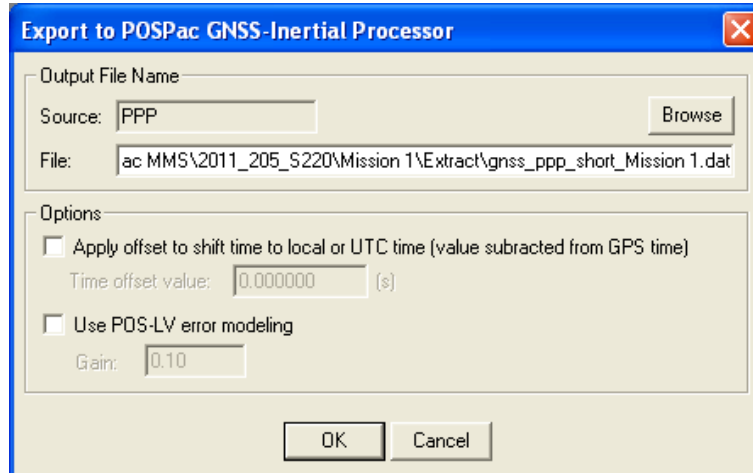 Export to POSPac GNSS-Inertial Processor
Output File Name
Source: PPP Browse
File: ac MMS\2011_205_S220\Mission 1\Extract\gnss_ppp_short_Mission 1.dat
Options
Apply offset to shift time to local or UTC time (value subracted from GPS time)
Time offset value: 0.000000 (s)
Use POS-LV error modeling
Gain: 0.10
OK Cancel